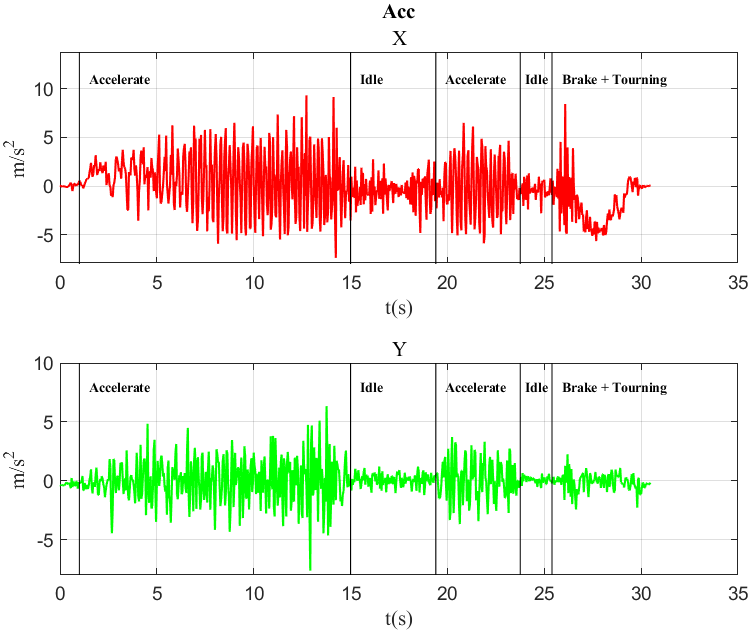 Acc
X
Accelerate Idle Accelerate Idle Brake + Tourning
10
5
0
-5
m/s2
0 5 10 15 20 25 30 35
t(s)
Y
10
Accelerate Idle Accelerate Idle Brake + Tourning
5
0
-5
m/s2
0 5 10 15 20 25 30 35
t(s)